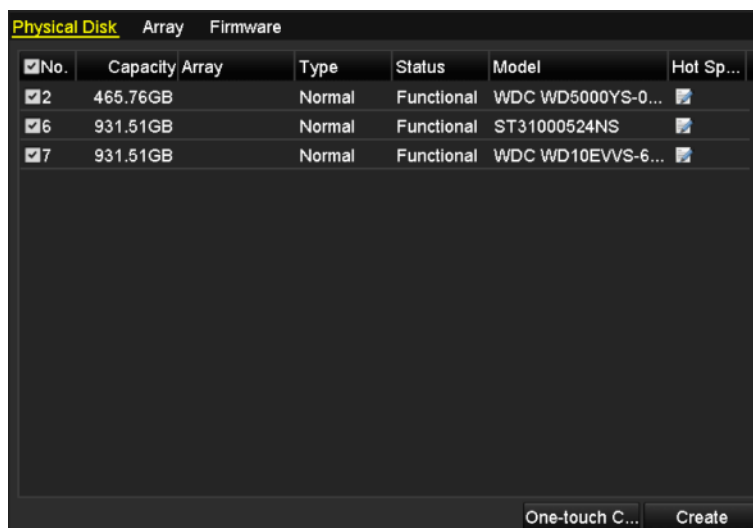 Physical Disk Array Firmware
No. Capacity Array Type Status Model Hot Sp...
2 465.76GB Normal Functional WDC WD5000YS-0...
6 931.51GB Normal Functional ST31000524NS
7 931.51GB Normal Functional WDC WD10EVVS-6...
One-touch C... Create